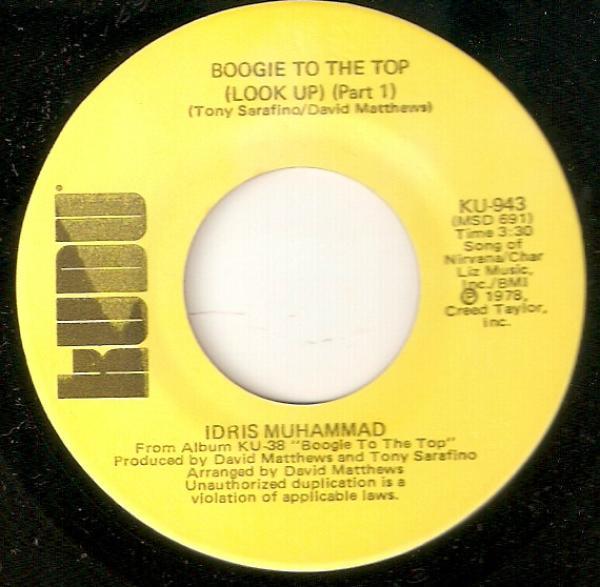 BOOGIE TO THE TOP
(LOOK UP) (Part 1)
(Tony Sarafino/David Matthews)
KUDU
KU-943
(MSD 691)
Time 3:30
Song of
Nirvana/Char
Liz Music,
Inc./BMI
℗ 1978,
Creed Taylor,
Inc.
IDRIS MUHAMMAD
From Album KU-38 "Boogie To The Top"
Produced by David Matthews and Tony Sarafino
Arranged by David Matthews
Unauthorized duplication is a
violation of applicable laws.